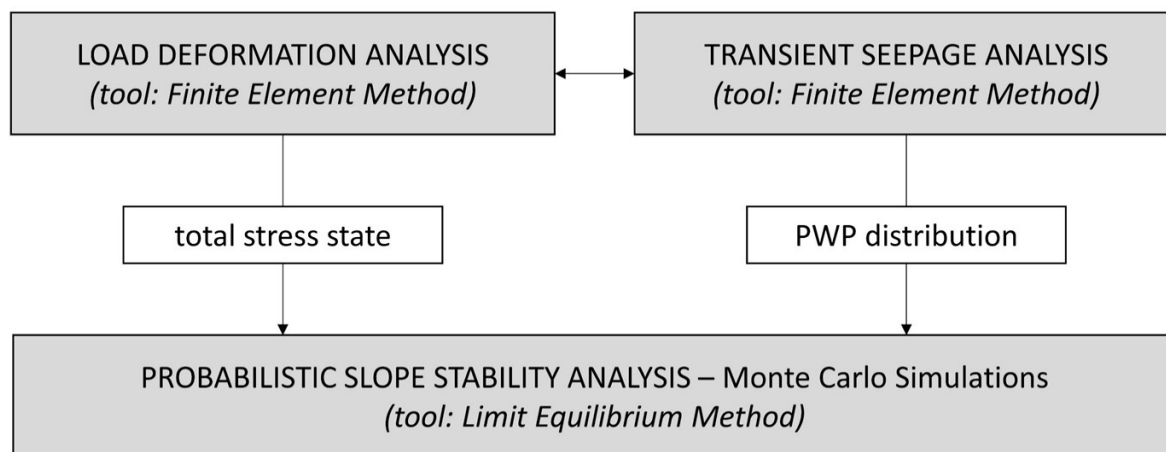 LOAD DEFORMATION ANALYSIS
(tool: Finite Element Method)
TRANSIENT SEEPAGE ANALYSIS
(tool: Finite Element Method)
total stress state
PWP distribution
PROBABILISTIC SLOPE STABILITY ANALYSIS – Monte Carlo Simulations
(tool: Limit Equilibrium Method)